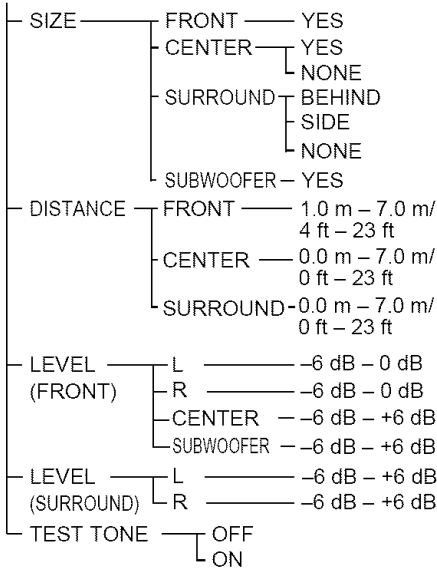 SIZE FRONT YES
CENTER YES
NONE
SURROUND BEHIND
SIDE
NONE
SUBWOOFER YES
DISTANCE FRONT 1.0 m – 7.0 m/
4 ft – 23 ft
CENTER 0.0 m – 7.0 m/
0 ft – 23 ft
SURROUND 0.0 m – 7.0 m/
0 ft – 23 ft
LEVEL L –6 dB – 0 dB
(FRONT) R –6 dB – 0 dB
CENTER –6 dB – +6 dB
SUBWOOFER –6 dB – +6 dB
LEVEL L –6 dB – +6 dB
(SURROUND) R –6 dB – +6 dB
TEST TONE OFF
ON